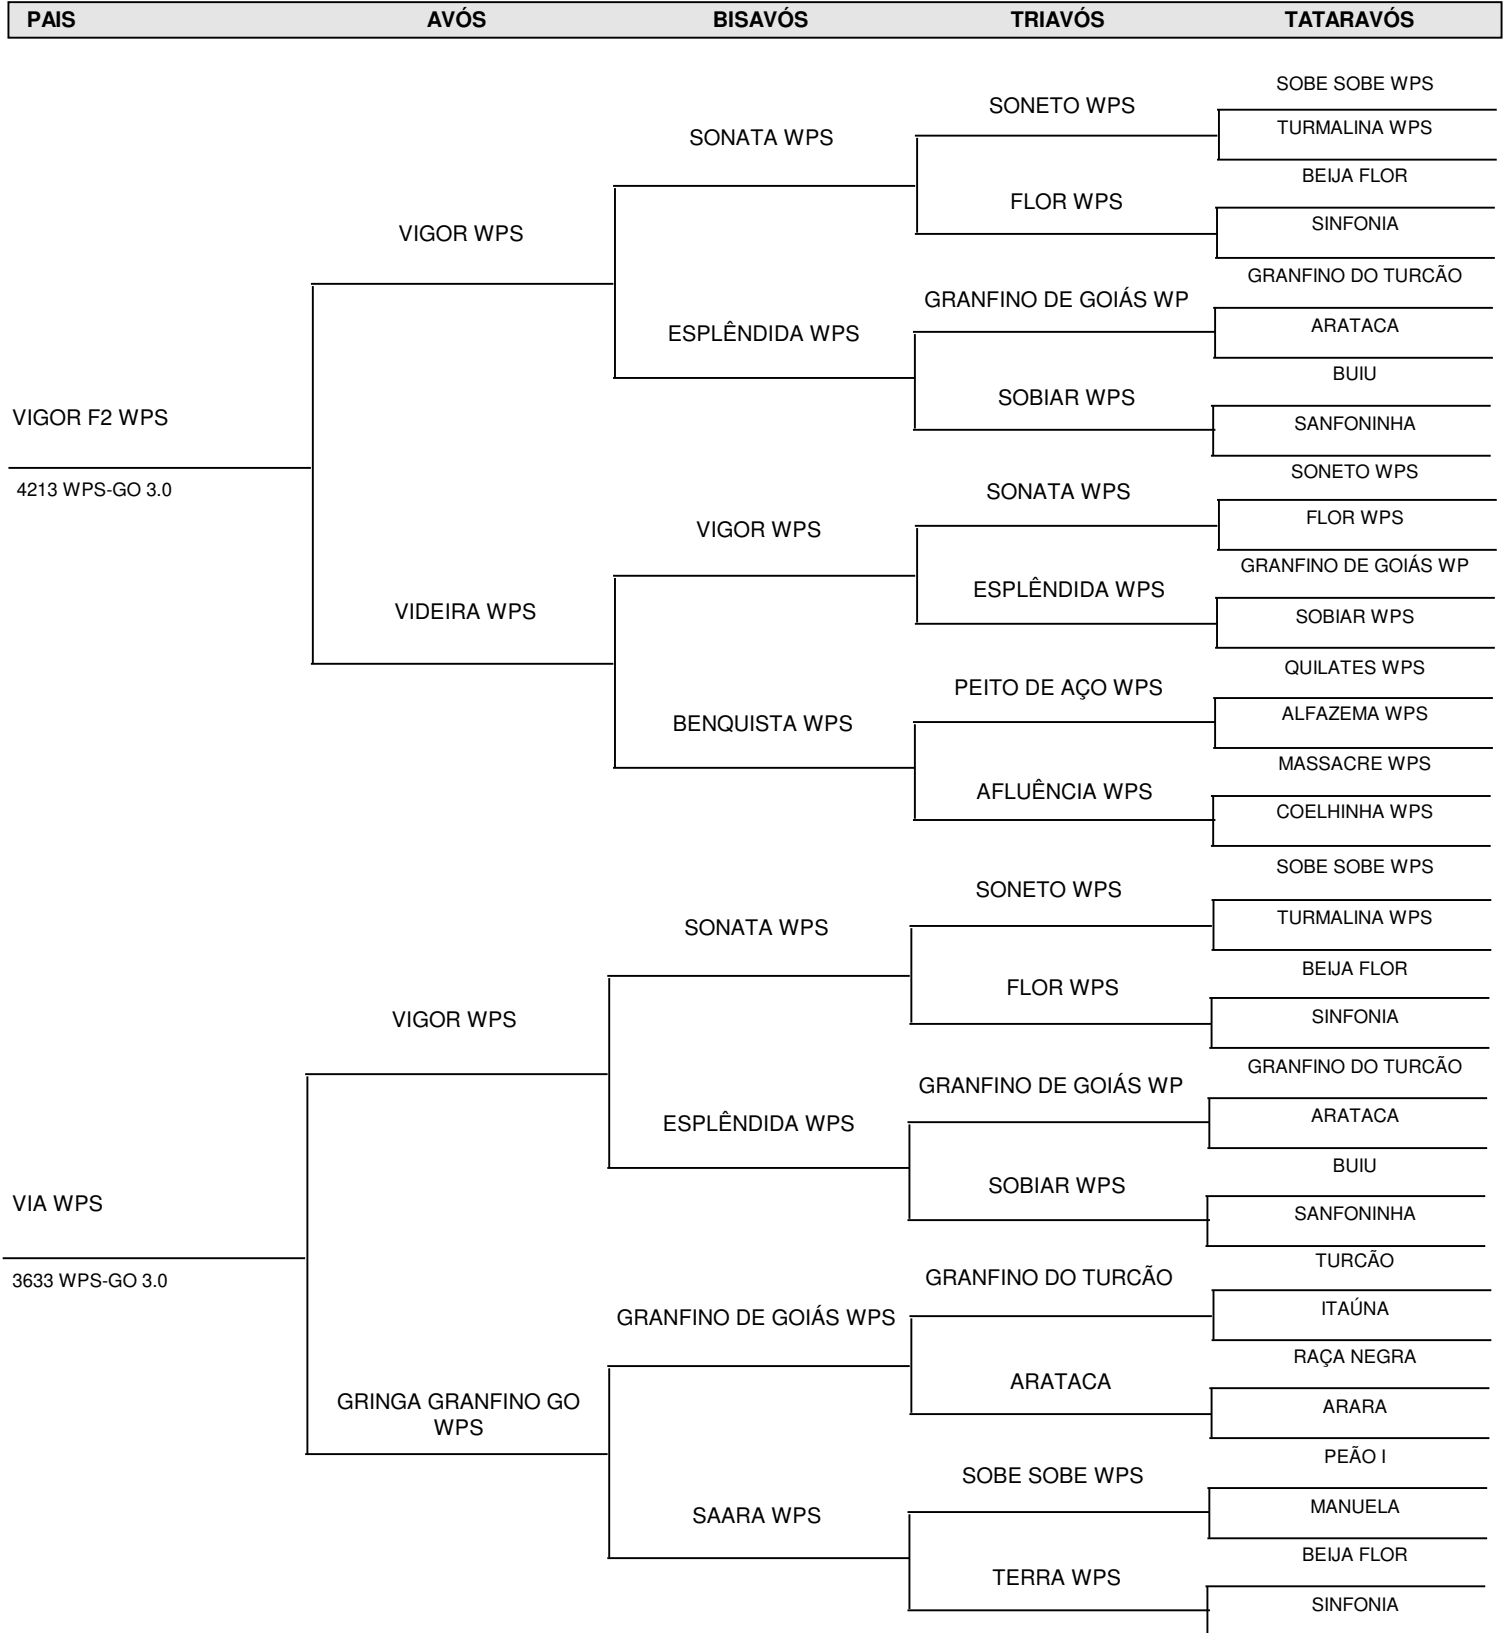 PAIS AVÓS BISAVÓS TRIAVÓS TATARAVÓS
SOBE SOBE WPS
SONETO WPS
TURMALINA WPS
SONATA WPS
BEIJA FLOR
FLOR WPS
SINFONIA
VIGOR WPS
GRANFINO DO TURCÃO
GRANFINO DE GOIÁS WP
ARATACA
ESPLÊNDIDA WPS
BUIU
SOBIAR WPS
SANFONINHA
VIGOR F2 WPS
4213 WPS-GO 3.0
SONETO WPS
SONATA WPS
FLOR WPS
VIGOR WPS
GRANFINO DE GOIÁS WP
ESPLÊNDIDA WPS
SOBIAR WPS
VIDEIRA WPS
QUILATES WPS
PEITO DE AÇO WPS
ALFAZEMA WPS
BENQUISTA WPS
MASSACRE WPS
AFLUÊNCIA WPS
COELHINHA WPS
SOBE SOBE WPS
SONETO WPS
TURMALINA WPS
SONATA WPS
BEIJA FLOR
FLOR WPS
SINFONIA
VIGOR WPS
GRANFINO DO TURCÃO
GRANFINO DE GOIÁS WP
ARATACA
ESPLÊNDIDA WPS
BUIU
SOBIAR WPS
SANFONINHA
VIA WPS
3633 WPS-GO 3.0
TURCÃO
GRANFINO DO TURCÃO
ITAÚNA
GRANFINO DE GOIÁS WPS
RAÇA NEGRA
ARATACA
ARARA
GRINGA GRANFINO GO
WPS
PEÃO I
SOBE SOBE WPS
MANUELA
SAARA WPS
BEIJA FLOR
TERRA WPS
SINFONIA